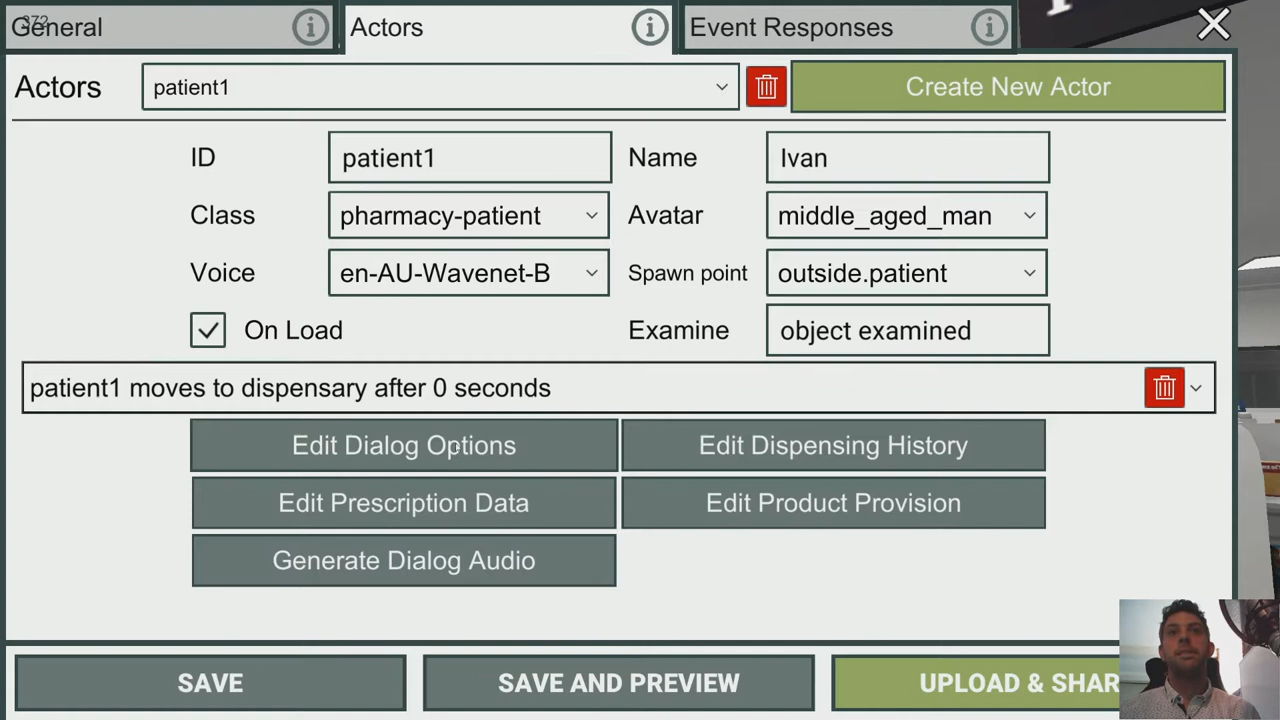 General
372
Actors
Event Responses
Actors
patient1
Create New Actor
ID
patient1
Name
Ivan
Class
pharmacy-patient
Avatar
middle_aged_man
Voice
en-AU-Wavenet-B
Spawn point
outside.patient
On Load
Examine
object examined
patient1 moves to dispensary after 0 seconds
Edit Dialog Options
Edit Dispensing History
Edit Prescription Data
Edit Product Provision
Generate Dialog Audio
SAVE
SAVE AND PREVIEW
UPLOAD & SHAR